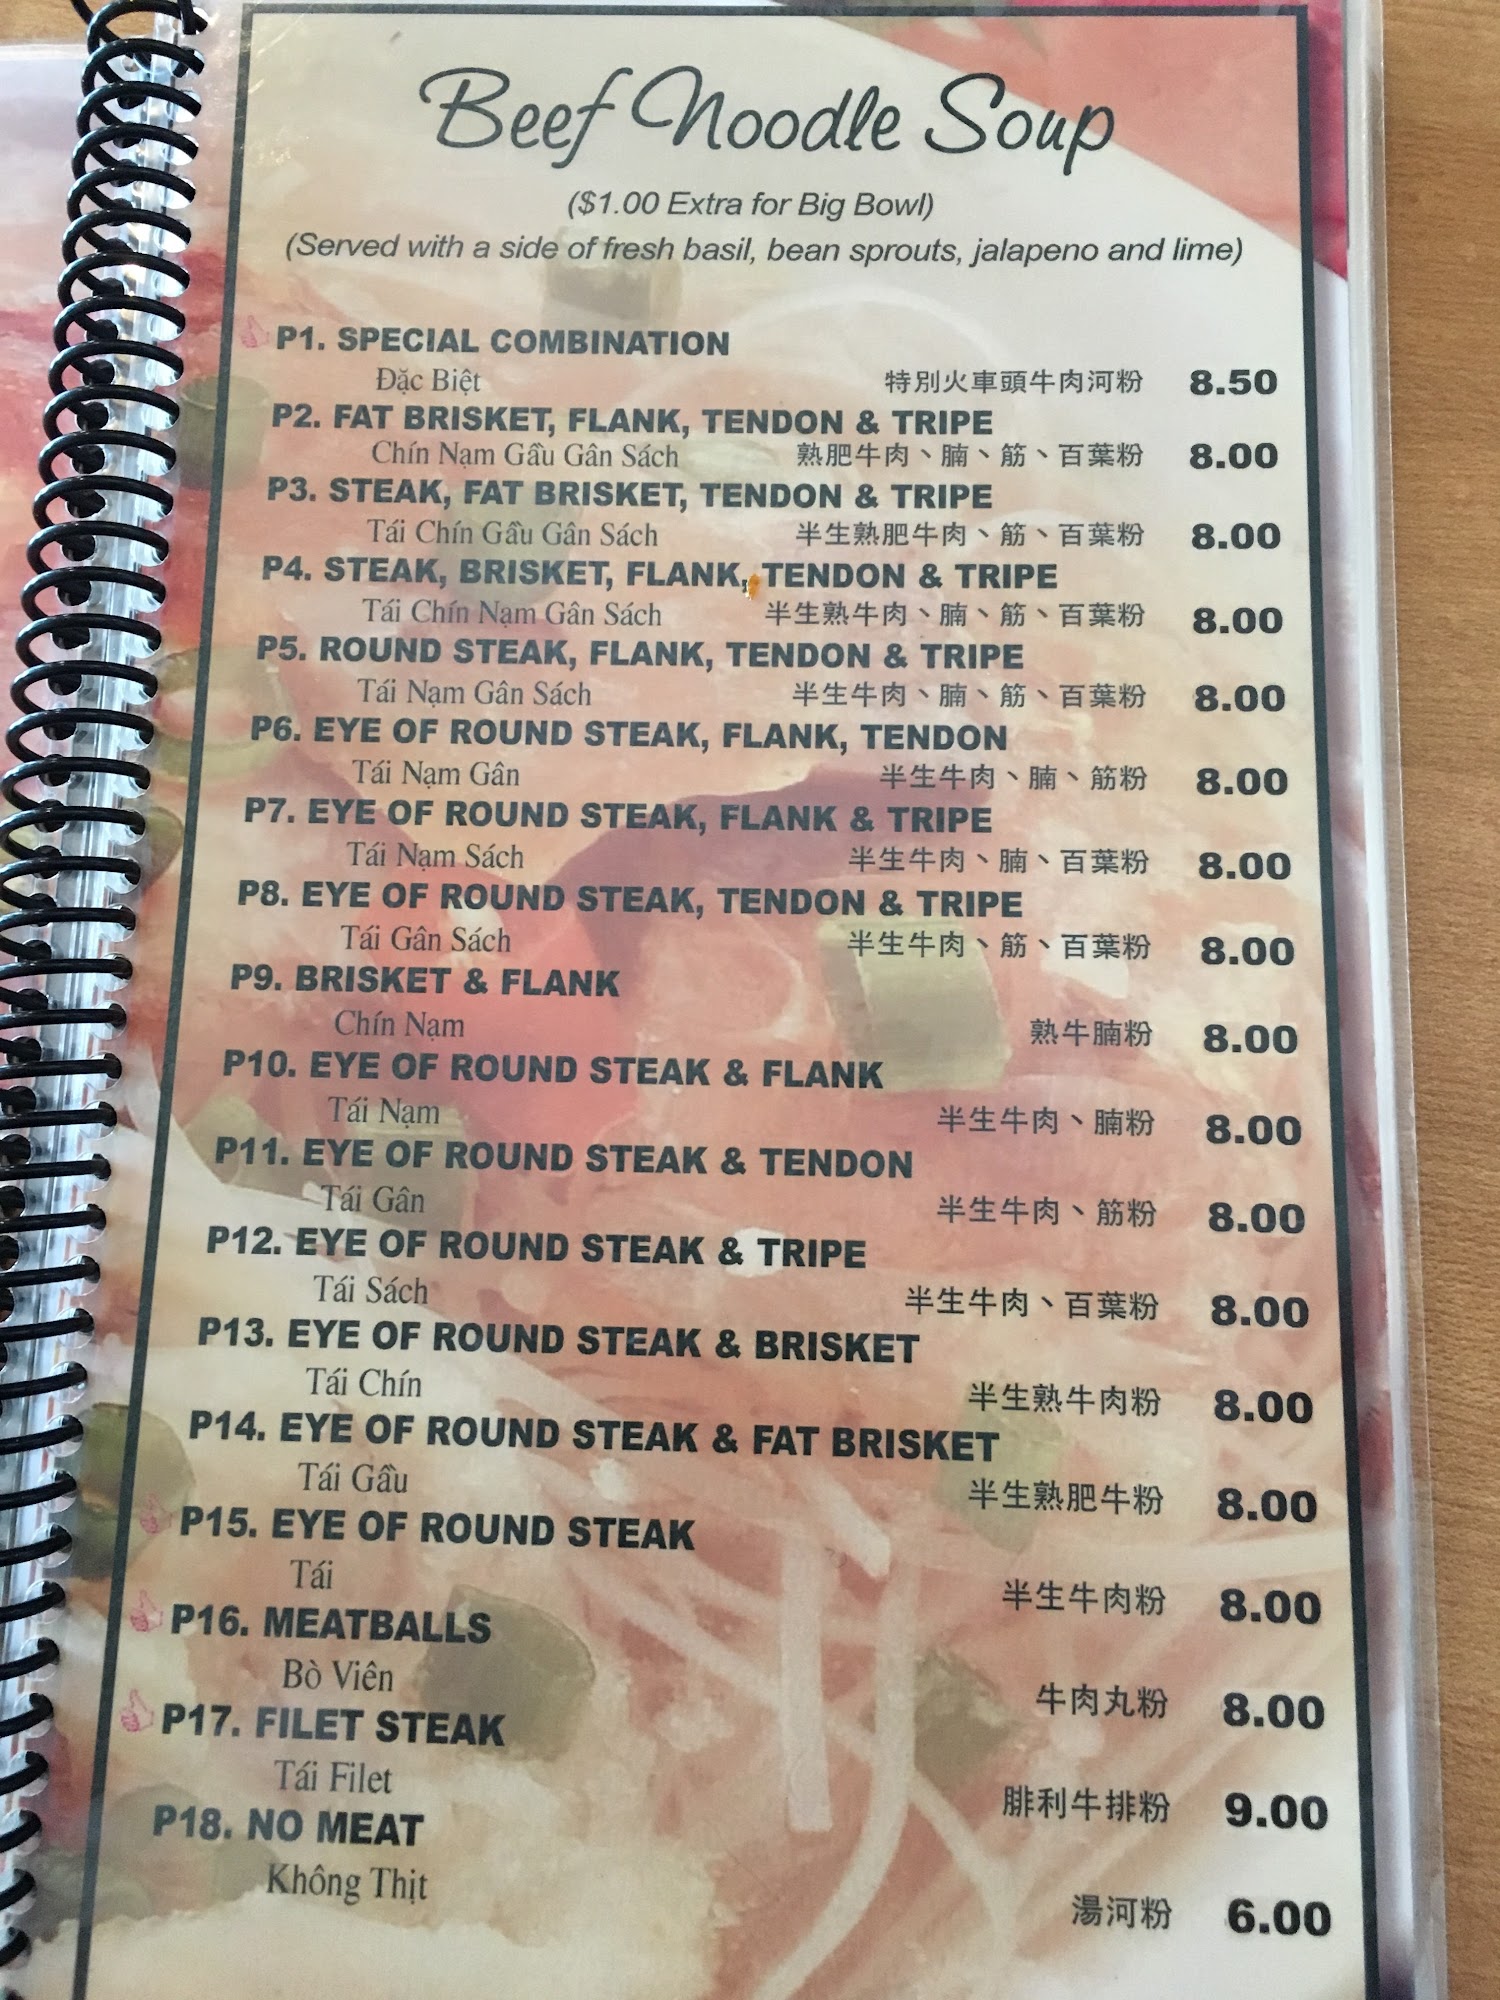 Beef Noodle Soup
($1.00 Extra for Big Bowl)
(Served with a side of fresh basil, bean sprouts, jalapeno and lime)
P1. SPECIAL COMBINATION
Đặc Biệt 特別火車頭牛肉河粉 8.50
P2. FAT BRISKET, FLANK, TENDON & TRIPE
Chín Nạm Gầu Gân Sách 熟肥牛肉、腩、筋、百葉粉 8.00
P3. STEAK, FAT BRISKET, TENDON & TRIPE
Tái Chín Gầu Gân Sách 半生熟肥牛肉、筋、百葉粉 8.00
P4. STEAK, BRISKET, FLANK, TENDON & TRIPE
Tái Chín Nạm Gân Sách 半生熟牛肉、腩、筋、百葉粉 8.00
P5. ROUND STEAK, FLANK, TENDON & TRIPE
Tái Nạm Gân Sách 半生牛肉、腩、筋、百葉粉 8.00
P6. EYE OF ROUND STEAK, FLANK, TENDON
Tái Nạm Gân 半生牛肉、腩、筋粉 8.00
P7. EYE OF ROUND STEAK, FLANK & TRIPE
Tái Nạm Sách 半生牛肉、腩、百葉粉 8.00
P8. EYE OF ROUND STEAK, TENDON & TRIPE
Tái Gân Sách 半生牛肉、筋、百葉粉 8.00
P9. BRISKET & FLANK
Chín Nạm 熟牛腩粉 8.00
P10. EYE OF ROUND STEAK & FLANK
Tái Nạm 半生牛肉、腩粉 8.00
P11. EYE OF ROUND STEAK & TENDON
Tái Gân 半生牛肉、筋粉 8.00
P12. EYE OF ROUND STEAK & TRIPE
Tái Sách 半生牛肉、百葉粉 8.00
P13. EYE OF ROUND STEAK & BRISKET
Tái Chín 半生熟牛肉粉 8.00
P14. EYE OF ROUND STEAK & FAT BRISKET
Tái Gầu 半生熟肥牛粉 8.00
P15. EYE OF ROUND STEAK
Tái 半生牛肉粉 8.00
P16. MEATBALLS
Bò Viên 牛肉丸粉 8.00
P17. FILET STEAK
Tái Filet 腓利牛排粉 9.00
P18. NO MEAT
Không Thịt 湯河粉 6.00